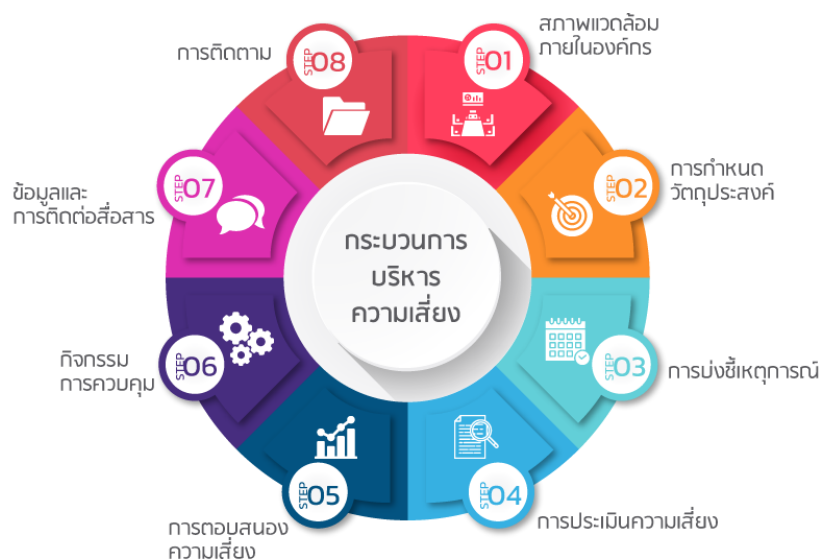 กระบวนการ
บริหาร
ความเสี่ยง
STEP 01
สภาพแวดล้อม
ภายในองค์กร
STEP 02
การกำหนด
วัตถุประสงค์
STEP 03
การบ่งชี้เหตุการณ์
STEP 04
การประเมินความเสี่ยง
STEP 05
การตอบสนอง
ความเสี่ยง
STEP 06
กิจกรรม
การควบคุม
STEP 07
ข้อมูลและ
การติดต่อสื่อสาร
STEP 08
การติดตาม